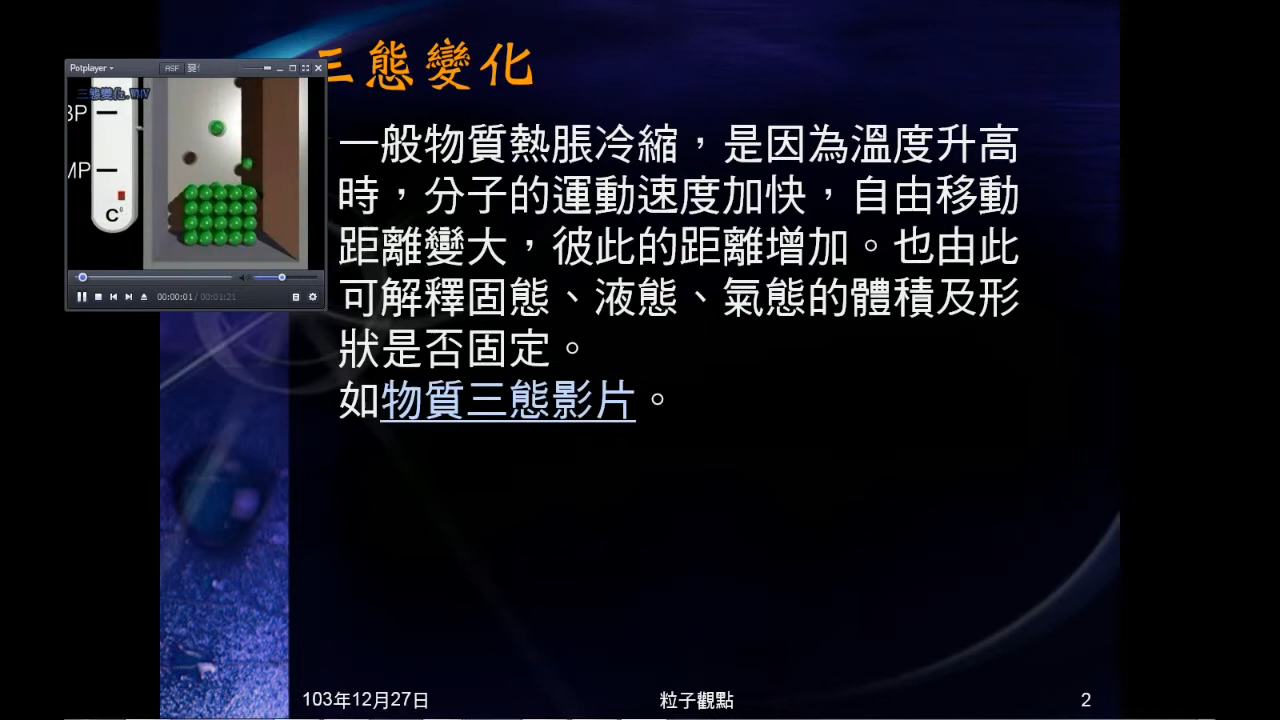 三態變化
Potplayer
ASF
三態變化.WMV
BP
MP
C°
00:00:01 / 00:01:21
一般物質熱脹冷縮，是因為溫度升高
時，分子的運動速度加快，自由移動
距離變大，彼此的距離增加。也由此
可解釋固態、液態、氣態的體積及形
狀是否固定。
如物質三態影片。
103年12月27日
粒子觀點
2